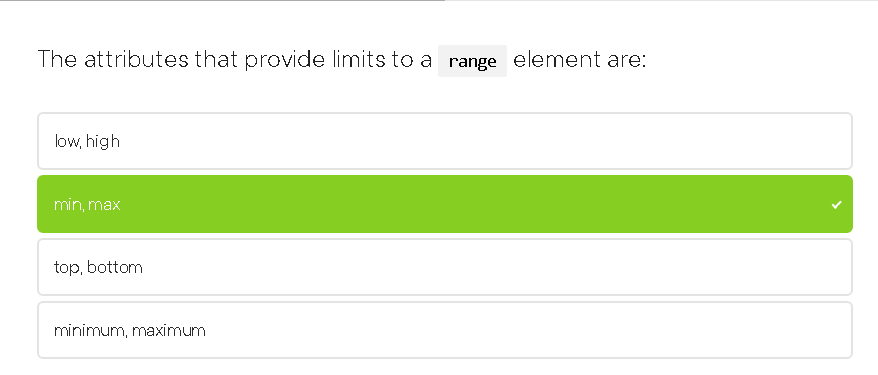 The attributes that provide limits to a range element are:
low, high
min, max
top, bottom
minimum, maximum